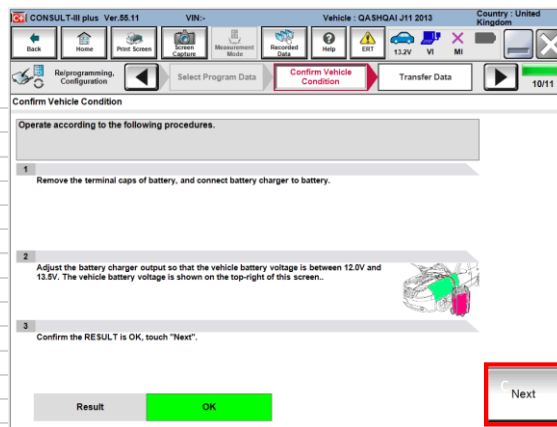 CONSULT-III plus Ver.55.11 VIN:- Vehicle : QASHQAI J11 2013 Country : United Kingdom
Back Home Print Screen Screen Capture Measurement Mode Recorded Data Help ERT 13.2V VI MI
Re/programming, Configuration Select Program Data Confirm Vehicle Condition Transfer Data 10/11
Confirm Vehicle Condition
Operate according to the following procedures.
1
Remove the terminal caps of battery, and connect battery charger to battery.
2
Adjust the battery charger output so that the vehicle battery voltage is between 12.0V and
13.5V. The vehicle battery voltage is shown on the top-right of this screen..
3
Confirm the RESULT is OK, touch "Next".
Next
Result OK